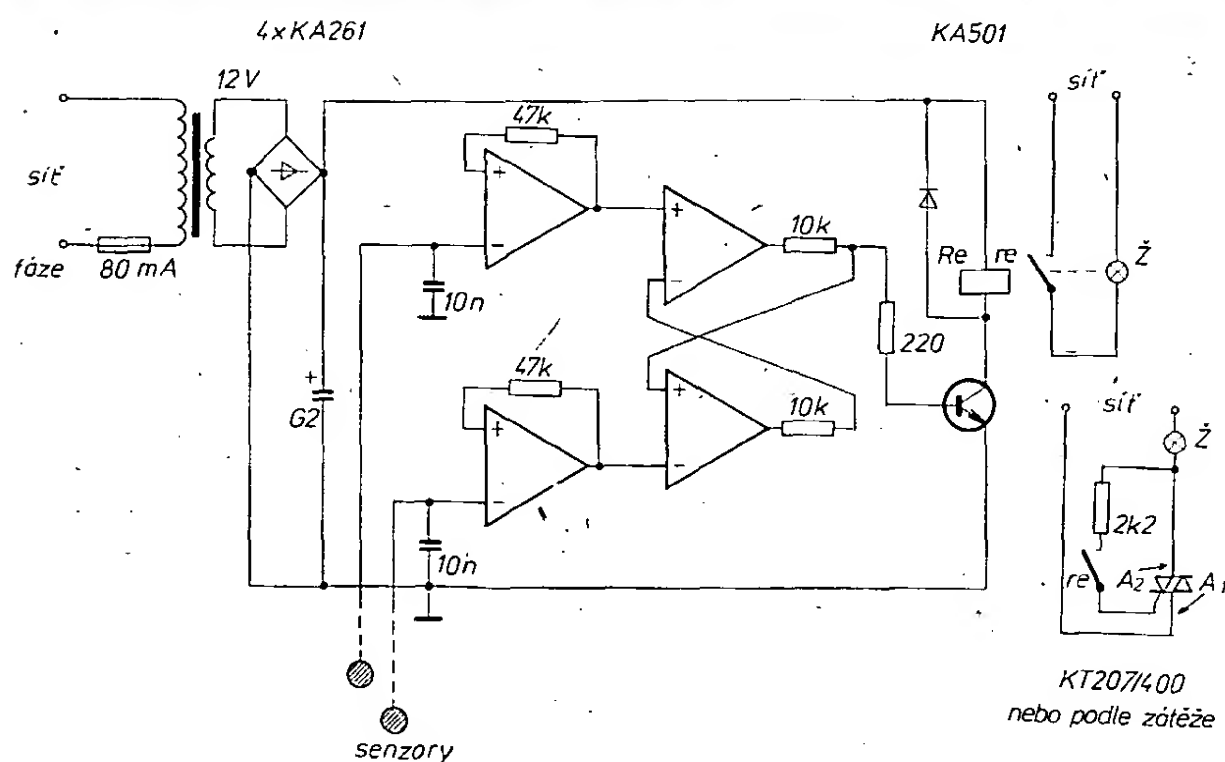 4xKA261
KA501
12V
síť
fáze
80 mA
G2
47k
+
−
10n
47k
+
−
10n
+
−
10k
+
−
10k
220
Re
re
síť
Ž
síť
Ž
2k2
re
A2
A1
KT207/400
nebo podle zátěže
senzory
+